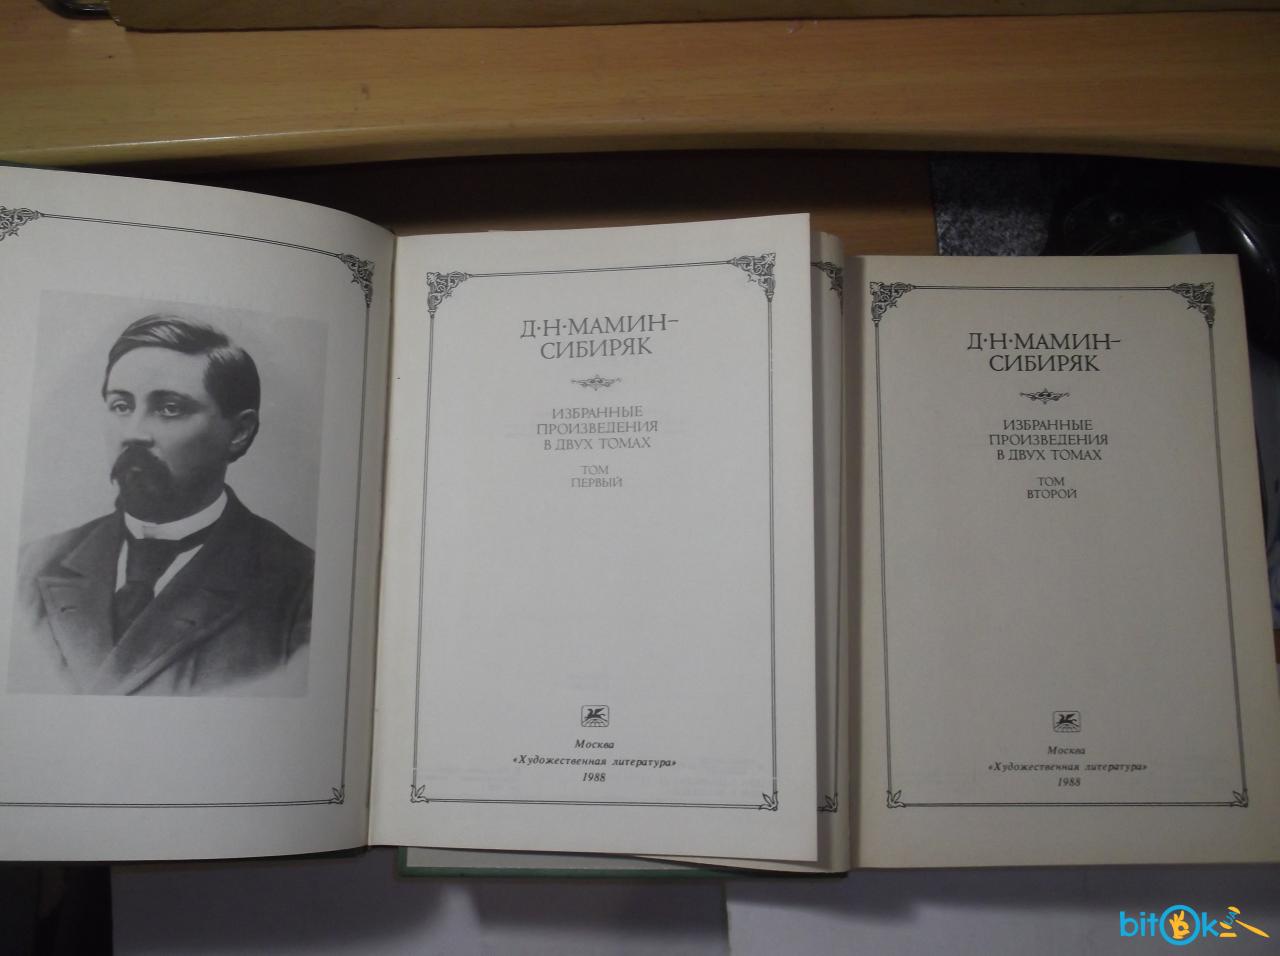 Д·Н·МАМИН–
СИБИРЯК
ИЗБРАННЫЕ
ПРОИЗВЕДЕНИЯ
В ДВУХ ТОМАХ
ТОМ
ПЕРВЫЙ
Москва
«Художественная литература»
1988
Д·Н·МАМИН–
СИБИРЯК
ИЗБРАННЫЕ
ПРОИЗВЕДЕНИЯ
В ДВУХ ТОМАХ
ТОМ
ВТОРОЙ
Москва
«Художественная литература»
1988
bitOk